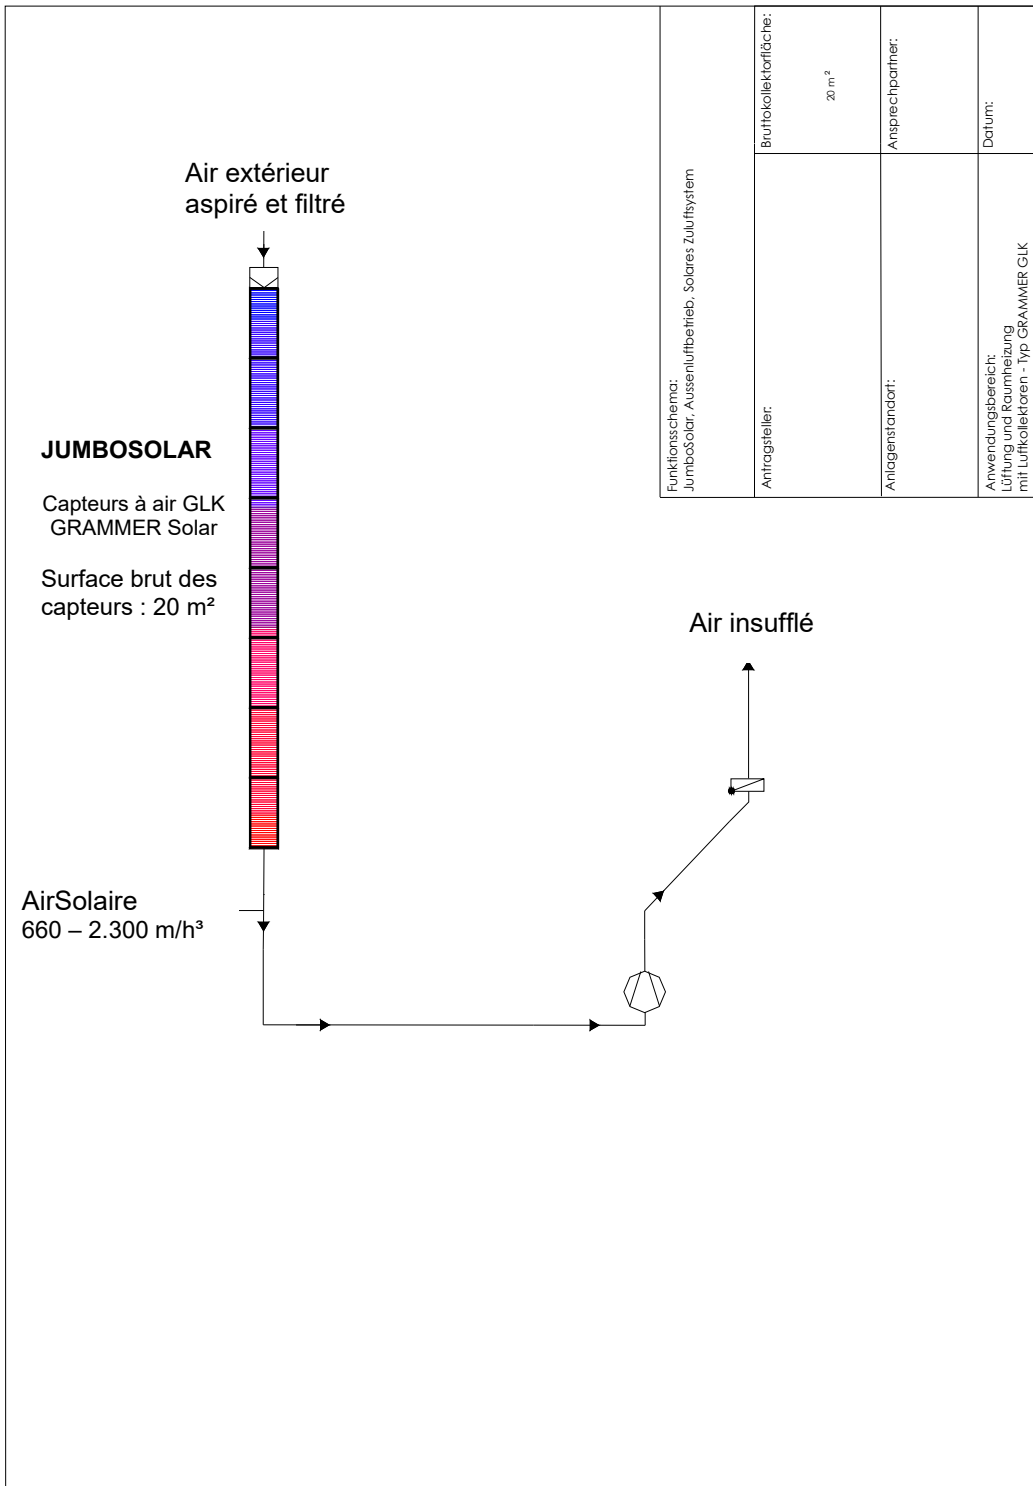 Air extérieur
aspiré et filtré
JUMBOSOLAR
Capteurs à air GLK
GRAMMER Solar
Surface brut des
capteurs : 20 m²
AirSolaire
660 – 2.300 m/h³
Air insufflé
Funktionsschema:
JumboSolar, Aussenluftbetrieb, Solares Zuluftsystem
Antragsteller:
Bruttokollektorfläche:
20 m²
Anlagenstandort:
Ansprechpartner:
Anwendungsbereich:
Lüftung und Raumheizung
mit Luftkollektoren - Typ GRAMMER GLK
Datum: